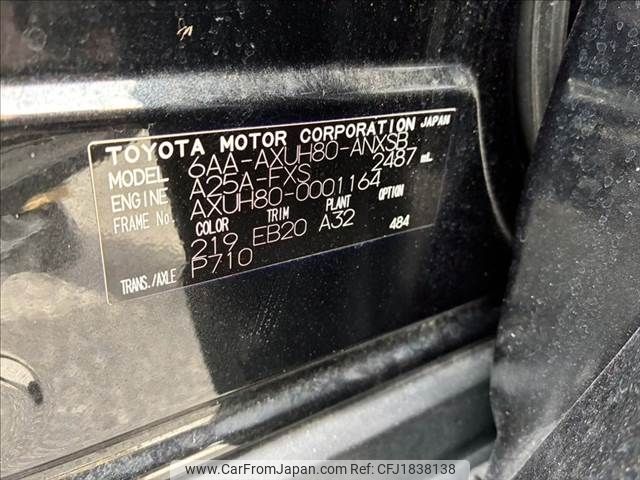 TOYOTA MOTOR CORPORATION JAPAN
MODEL 6AA-AXUH80-ANXSB
ENGINE A25A-FXS 2487 mL
FRAME No. AXUH80-0001164
COLOR TRIM PLANT OPTION
219 EB20 A32 484
TRANS./AXLE P710
www.CarFromJapan.com CFJ1838138